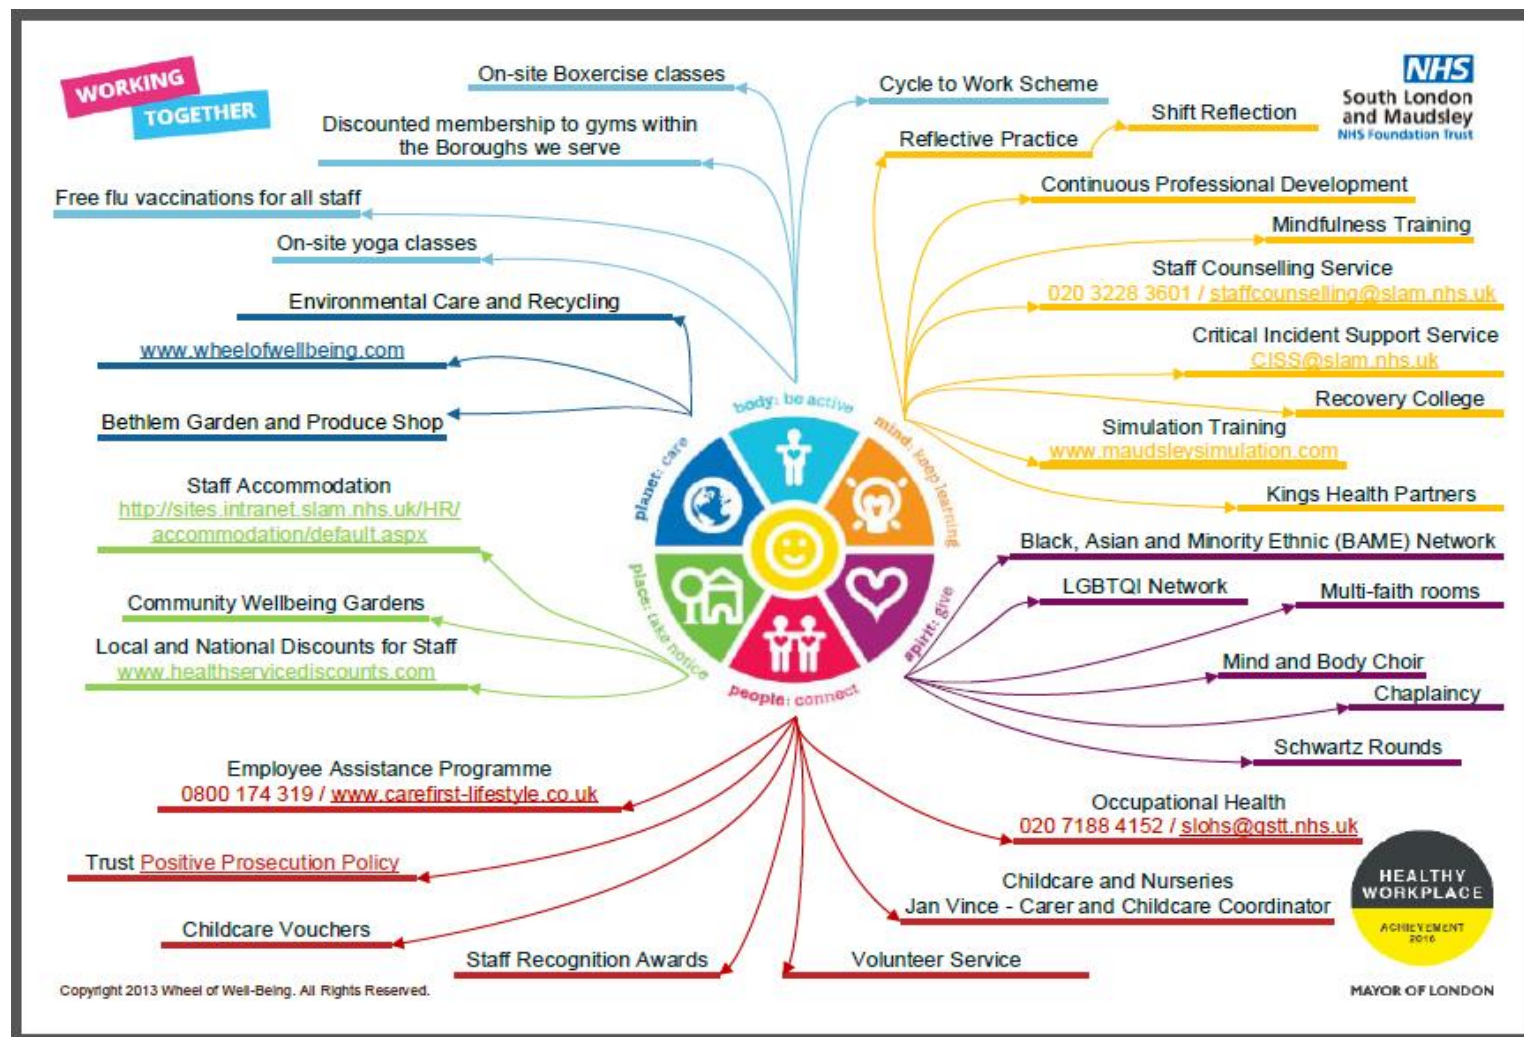 WORKING
TOGETHER
On-site Boxercise classes
Discounted membership to gyms within
the Boroughs we serve
Free flu vaccinations for all staff
On-site yoga classes
Cycle to Work Scheme
NHS
South London
and Maudsley
NHS Foundation Trust
Shift Reflection
Reflective Practice
Continuous Professional Development
Mindfulness Training
Staff Counselling Service
020 3228 3601 / staffcounselling@slam.nhs.uk
Critical Incident Support Service
CISS@slam.nhs.uk
Recovery College
Simulation Training
www.maudsleysimulation.com
Kings Health Partners
Environmental Care and Recycling
www.wheelofwellbeing.com
Bethlem Garden and Produce Shop
body: be active
mind: keep learning
spirit: give
people: connect
place: take notice
planet: care
Black, Asian and Minority Ethnic (BAME) Network
LGBTQI Network
Multi-faith rooms
Mind and Body Choir
Chaplaincy
Schwartz Rounds
Staff Accommodation
http://sites.intranet.slam.nhs.uk/HR/
accommodation/default.aspx
Community Wellbeing Gardens
Local and National Discounts for Staff
www.healthservicediscounts.com
Employee Assistance Programme
0800 174 319 / www.carefirst-lifestyle.co.uk
Trust Positive Prosecution Policy
Childcare Vouchers
Staff Recognition Awards
Volunteer Service
Occupational Health
020 7188 4152 / slohs@gstt.nhs.uk
Childcare and Nurseries
Jan Vince - Carer and Childcare Coordinator
HEALTHY
WORKPLACE
ACHIEVEMENT
2016
MAYOR OF LONDON
Copyright 2013 Wheel of Well-Being. All Rights Reserved.